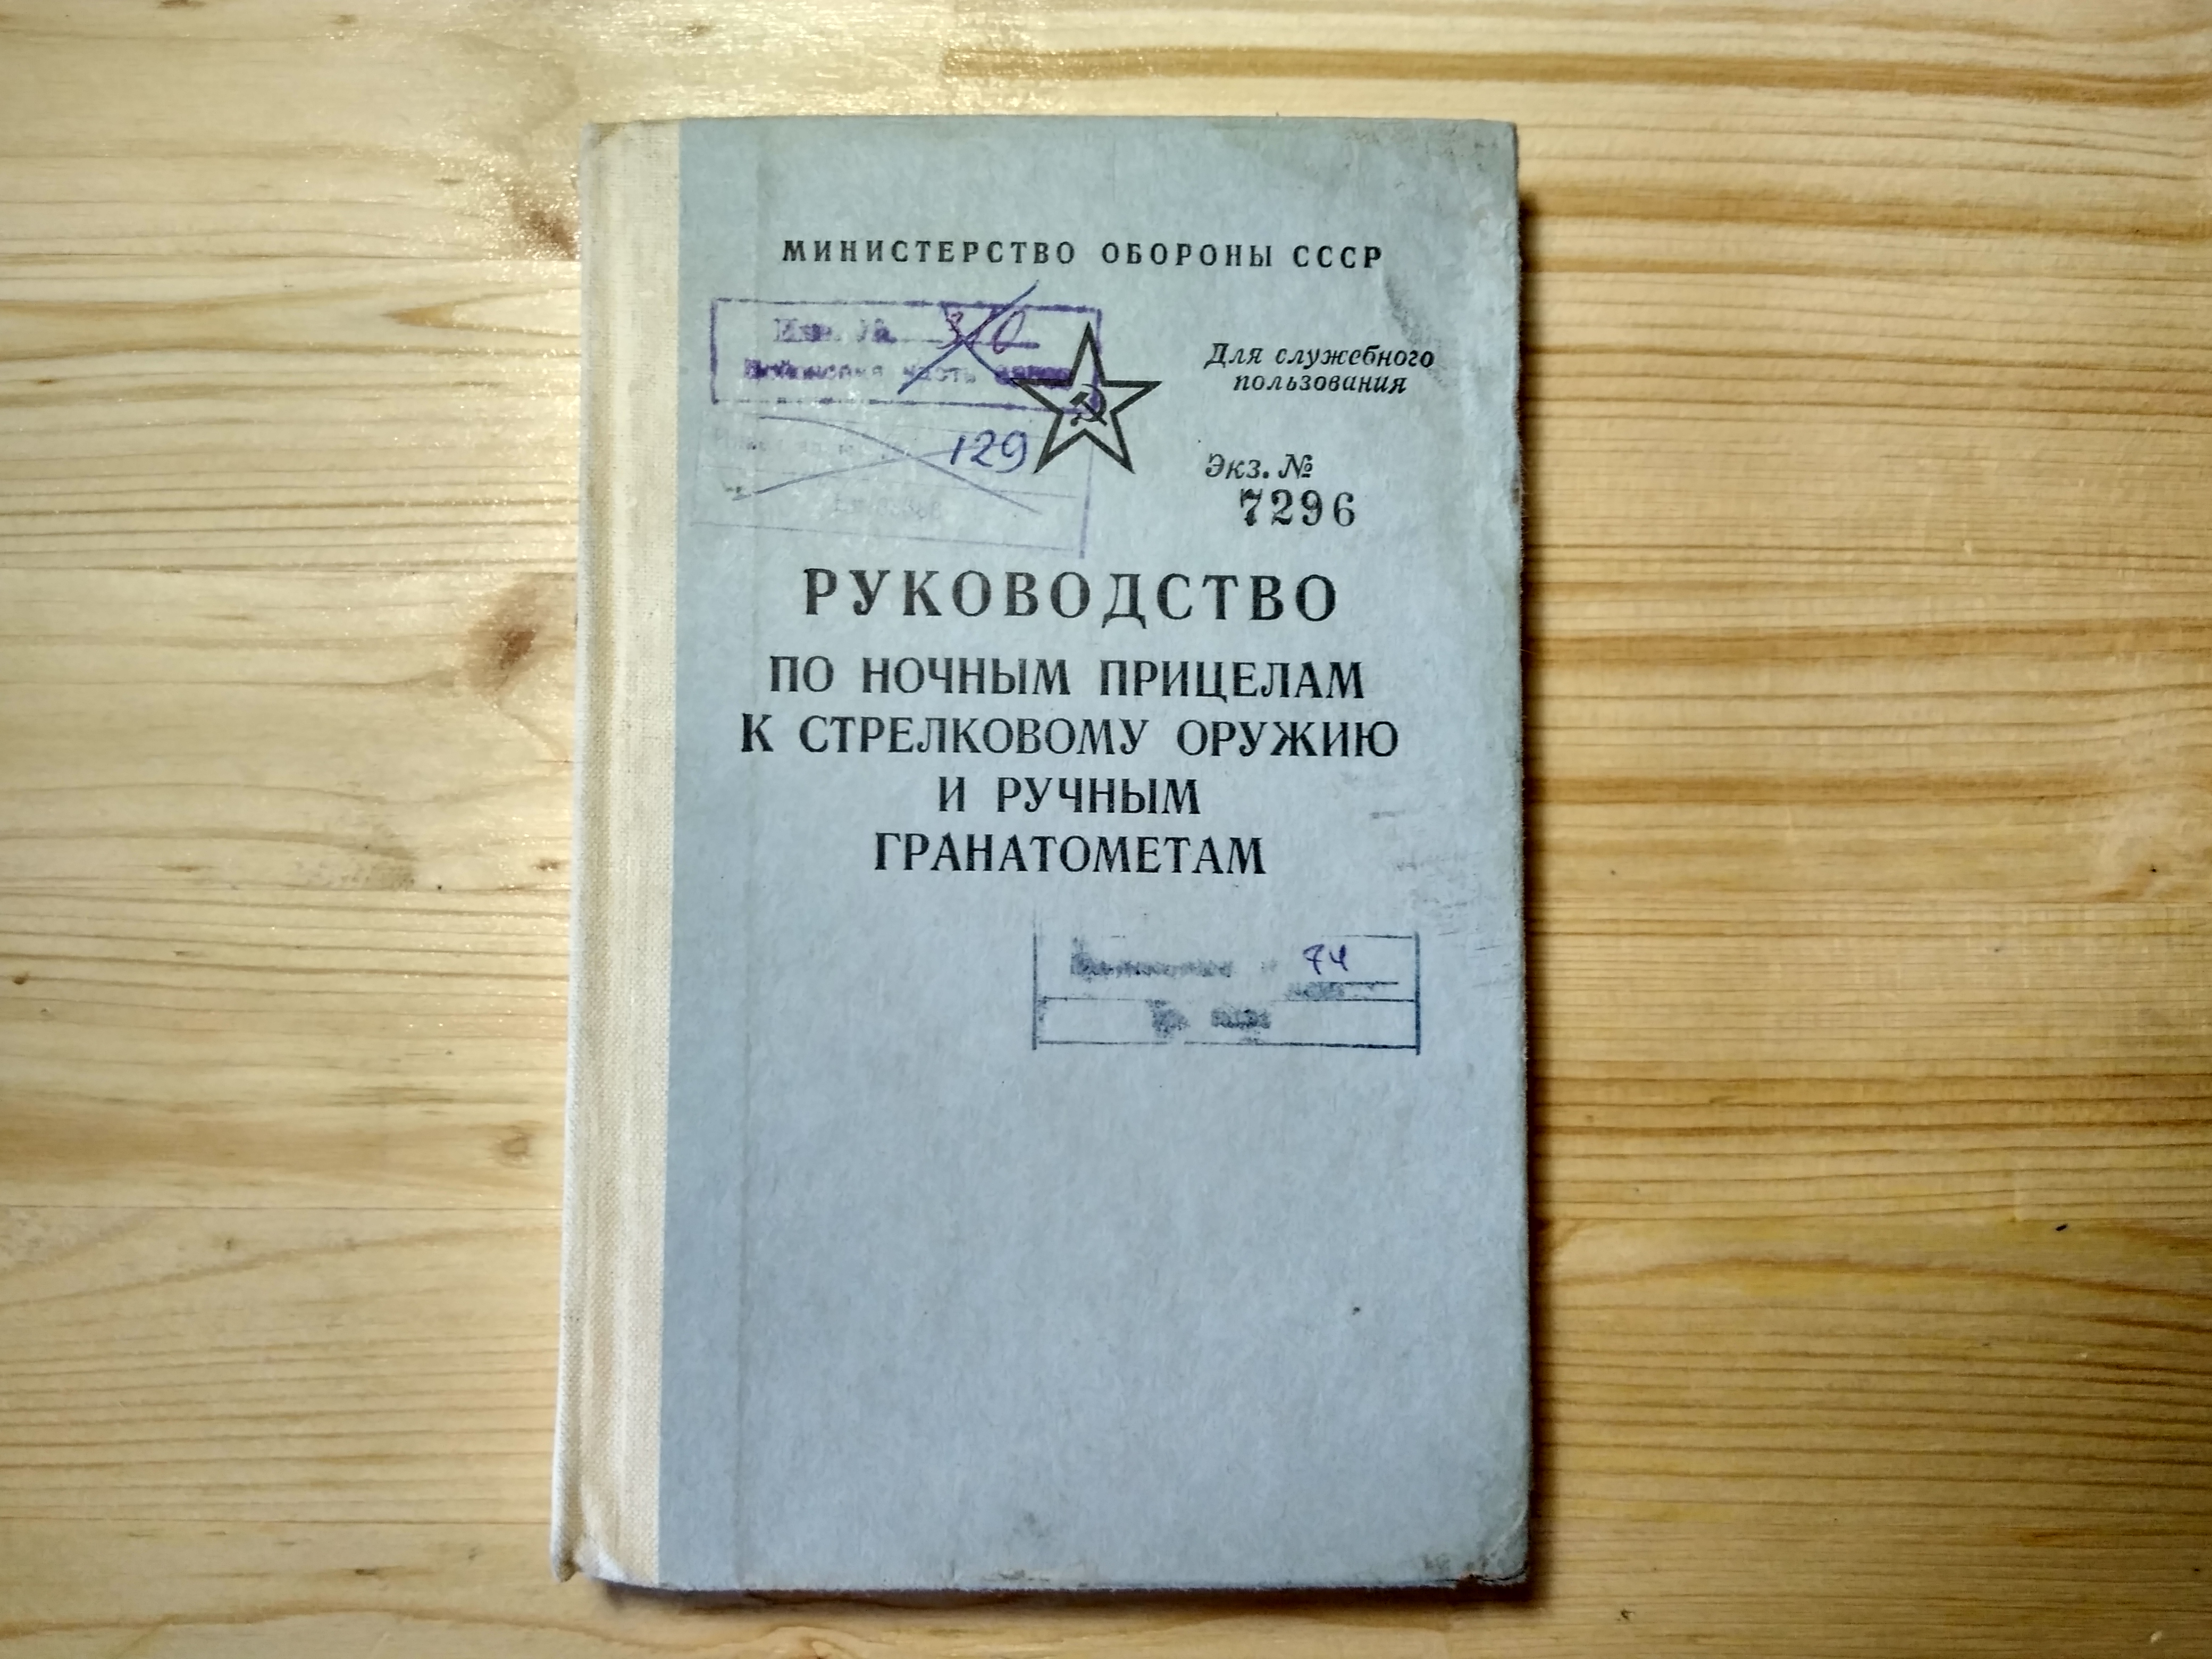 МИНИСТЕРСТВО ОБОРОНЫ СССР
Для служебного
пользования
129
Экз. №
7296
РУКОВОДСТВО
ПО НОЧНЫМ ПРИЦЕЛАМ
К СТРЕЛКОВОМУ ОРУЖИЮ
И РУЧНЫМ
ГРАНАТОМЕТАМ
74